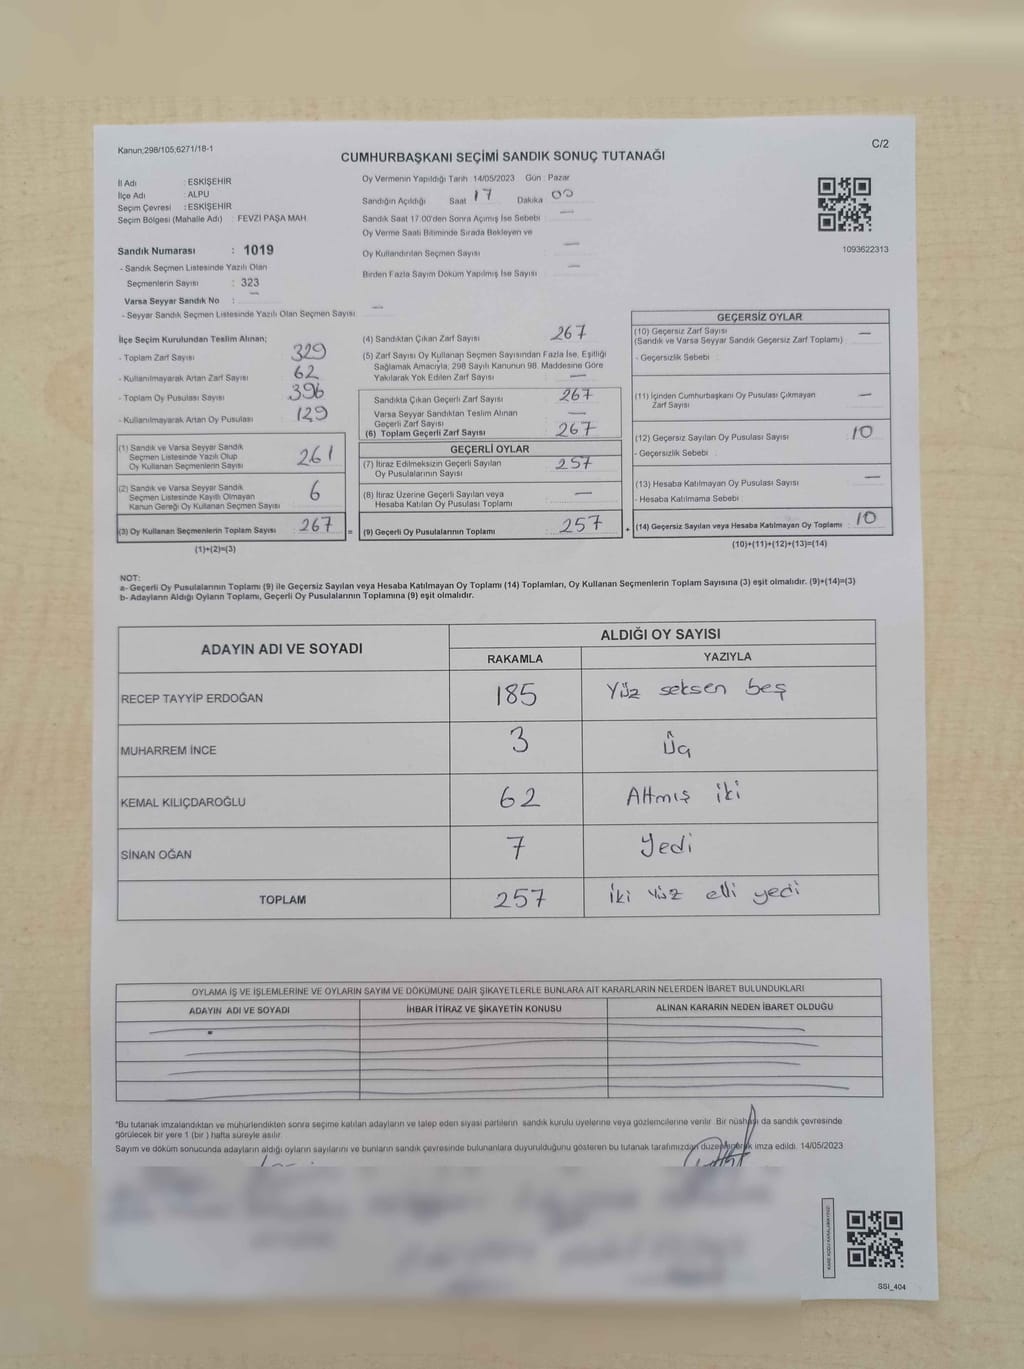 Kanun;298/105;6271/18-1
C/2
CUMHURBAŞKANI SEÇİMİ SANDIK SONUÇ TUTANAĞI
İl Adı : ESKİŞEHİR
İlçe Adı : ALPU
Seçim Çevresi : ESKİŞEHİR
Seçim Bölgesi (Mahalle Adı) : FEVZİ PAŞA MAH
Sandık Numarası : 1019
- Sandık Seçmen Listesinde Yazılı Olan
Seçmenlerin Sayısı : 323
Varsa Seyyar Sandık No : —
- Seyyar Sandık Seçmen Listesinde Yazılı Olan Seçmen Sayısı : —
Oy Vermenin Yapıldığı Tarih 14/05/2023 Gün : Pazar
Sandığın Açıldığı Saat 17 Dakika 00
Sandık Saat 17.00'den Sonra Açımış İse Sebebi : —
Oy Verme Saati Bitiminde Sırada Bekleyen ve
Oy Kullandırılan Seçmen Sayısı : —
Birden Fazla Sayım Döküm Yapılmış İse Sayısı : —
1093622313
İlçe Seçim Kurulundan Teslim Alınan;
- Toplam Zarf Sayısı : 329
- Kullanılmayarak Artan Zarf Sayısı : 62
- Toplam Oy Pusulası Sayısı : 396
- Kullanılmayarak Artan Oy Pusulası : 129
(1) Sandık ve Varsa Seyyar Sandık
Seçmen Listesinde Yazılı Olup
Oy Kullanan Seçmenlerin Sayısı : 261
(2) Sandık ve Varsa Seyyar Sandık
Seçmen Listesinde Kayıtlı Olmayan
Kanun Gereği Oy Kullanan Seçmen Sayısı : 6
(3) Oy Kullanan Seçmenlerin Toplam Sayısı : 267 =
(1)+(2)=(3)
(4) Sandıktan Çıkan Zarf Sayısı : 267
(5) Zarf Sayısı Oy Kullanan Seçmen Sayısından Fazla İse, Eşitliği
Sağlamak Amacıyla, 298 Sayılı Kanunun 98. Maddesine Göre
Yakılarak Yok Edilen Zarf Sayısı : —
Sandıkta Çıkan Geçerli Zarf Sayısı : 267
Varsa Seyyar Sandıktan Teslim Alınan
Geçerli Zarf Sayısı : —
(6) Toplam Geçerli Zarf Sayısı : 267
GEÇERLİ OYLAR
(7) İtiraz Edilmeksizin Geçerli Sayılan
Oy Pusulalarının Sayısı : 257
(8) İtiraz Üzerine Geçerli Sayılan veya
Hesaba Katılan Oy Pusulası Toplamı : —
(9) Geçerli Oy Pusulalarının Toplamı : 257 +
GEÇERSİZ OYLAR
(10) Geçersiz Zarf Sayısı : —
(Sandık ve Varsa Seyyar Sandık Geçersiz Zarf Toplamı)
- Geçersizlik Sebebi :
(11) İçinden Cumhurbaşkanı Oy Pusulası Çıkmayan
Zarf Sayısı : —
(12) Geçersiz Sayılan Oy Pusulası Sayısı : 10
- Geçersizlik Sebebi :
(13) Hesaba Katılmayan Oy Pusulası Sayısı : —
- Hesaba Katılmama Sebebi :
(14) Geçersiz Sayılan veya Hesaba Katılmayan Oy Toplamı : 10
(10)+(11)+(12)+(13)=(14)
NOT:
a- Geçerli Oy Pusulalarının Toplamı (9) ile Geçersiz Sayılan veya Hesaba Katılmayan Oy Toplamı (14) Toplamları, Oy Kullanan Seçmenlerin Toplam Sayısına (3) eşit olmalıdır. (9)+(14)=(3)
b- Adayların Aldığı Oyların Toplamı, Geçerli Oy Pusulalarının Toplamına (9) eşit olmalıdır.
ADAYIN ADI VE SOYADI
ALDIĞI OY SAYISI
RAKAMLA YAZIYLA
RECEP TAYYİP ERDOĞAN 185 Yüz seksen beş
MUHARREM İNCE 3 Üç
KEMAL KILIÇDAROĞLU 62 Altmış iki
SİNAN OĞAN 7 Yedi
TOPLAM 257 İki yüz elli yedi
OYLAMA İŞ VE İŞLEMLERİNE VE OYLARIN SAYIM VE DÖKÜMÜNE DAİR ŞİKAYETLERLE BUNLARA AİT KARARLARIN NELERDEN İBARET BULUNDUKLARI
ADAYIN ADI VE SOYADI İHBAR İTİRAZ VE ŞİKAYETİN KONUSU ALINAN KARARIN NEDEN İBARET OLDUĞU
*Bu tutanak imzalandıktan ve mühürlendikten sonra seçime katılan adayların ve talep eden siyasi partilerin sandık kurulu üyelerine veya gözlemcilerine verilir. Bir nüshası da sandık çevresinde
görülecek bir yere 1 (bir ) hafta süreyle asılır.
Sayım ve döküm sonucunda adayların aldığı oyların sayılarını ve bunların sandık çevresinde bulunanlara duyurulduğunu gösteren bu tutanak tarafımızdan düzenlenerek imza edildi. 14/05/2023
SSI_404